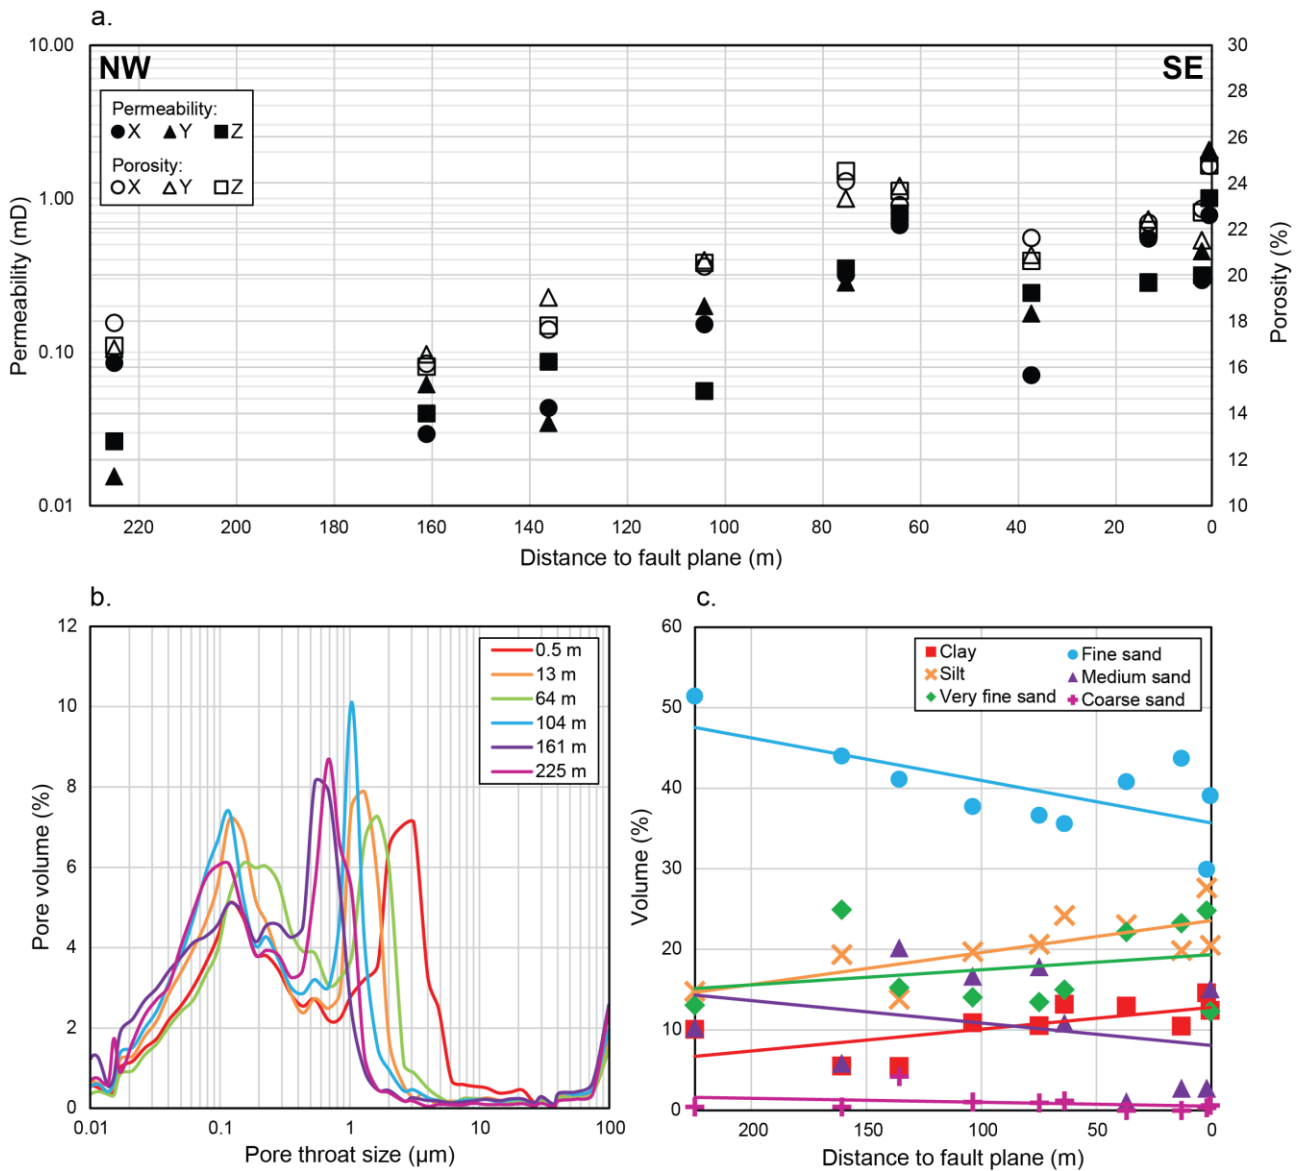 a.
10.00
1.00
0.10
0.01
Permeability (mD)
NW
SE
Permeability:
X Y Z
Porosity:
X Y Z
30
28
26
24
22
20
18
16
14
12
10
Porosity (%)
220 200 180 160 140 120 100 80 60 40 20 0
Distance to fault plane (m)
b.
12
10
8
6
4
2
0
Pore volume (%)
0.5 m
13 m
64 m
104 m
161 m
225 m
0.01 0.1 1 10 100
Pore throat size (μm)
c.
60
50
40
30
20
10
0
Volume (%)
Clay Fine sand
Silt Medium sand
Very fine sand Coarse sand
200 150 100 50 0
Distance to fault plane (m)